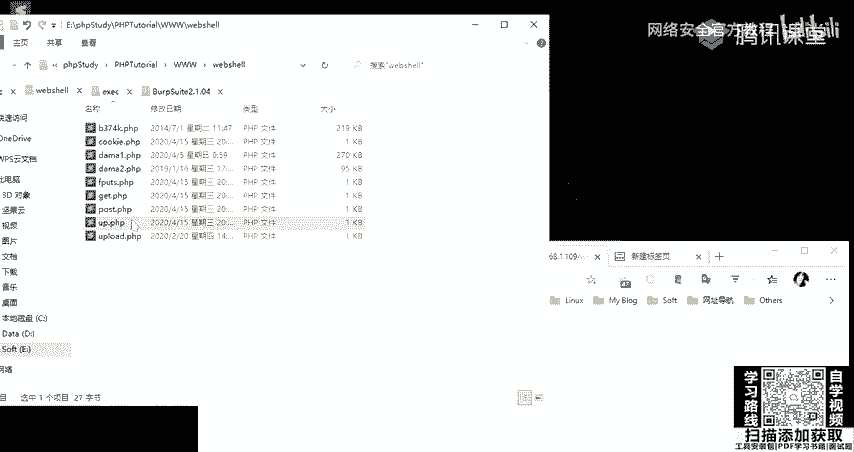 E:\phpStudy\PHPTutorial\WWW\webshell
主页 共享 查看
phpStudy > PHPTutorial > WWW > webshell
搜索"webshell"
webshell exec BurpSuite2.1.04
名称 修改日期 类型 大小
b374k.php 2014/7/1 星期二 11:47 PHP 文件 219 KB
cookie.php 2020/4/15 星期三 20:... PHP 文件 1 KB
dama1.php 2020/4/5 星期日 0:59 PHP 文件 270 KB
dama2.php 2019/1/16 星期三 17:... PHP 文件 95 KB
fputs.php 2020/4/15 星期三 20:... PHP 文件 1 KB
get.php 2020/4/15 星期三 20:... PHP 文件 1 KB
post.php 2020/4/15 星期三 20:... PHP 文件 1 KB
up.php 2020/4/15 星期三 20:... PHP 文件 1 KB
upload.php 2020/2/20 星期四 14:... PHP 文件 1 KB
快速访问
OneDrive
WPS云文档
此电脑
3D 对象
坚果云
视频
图片
文档
下载
音乐
桌面
本地磁盘 (C:)
Data (D:)
Soft (E:)
网络
选中 1 个项目 27 字节
网络安全官方教程
腾讯课堂
bilibili
68.1.109/
新建标签页
Linux My Blog Soft 网址导航 Others
学习路线
自学视频
扫描添加获取
工具安装包|PDF学习书籍|面试题